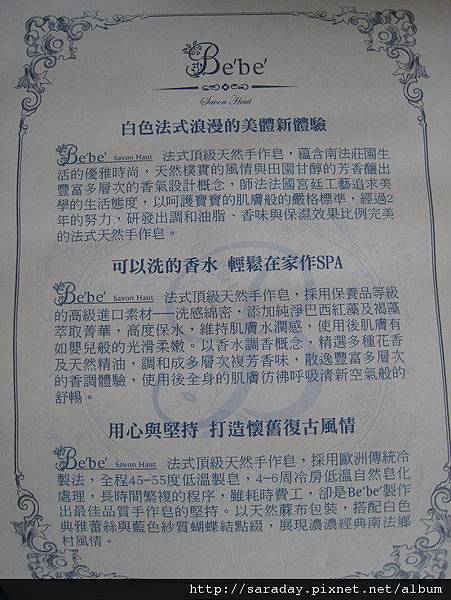 Be'be'
Savon Haut
白色法式浪漫的美體新體驗
Be'be' Savon Haut 法式頂級天然手作皂，蘊含南法莊園生
活的優雅時尚，天然樸實的風情與田園甘醇的芳香釀出
豐富多層次的香氣設計概念，師法法國宮廷工藝追求美
學的生活態度，以呵護寶寶的肌膚般的嚴格標準，經過2
年的努力，研發出調和油脂、香味與保濕效果比例完美
的法式天然手作皂。
可以洗的香水 輕鬆在家作SPA
Be'be' Savon Haut 法式頂級天然手作皂，採用保養品等級
的高級進口素材——洗感綿密，添加純淨巴西紅藻及褐藻
萃取菁華，高度保水，維持肌膚水潤感，使用後肌膚有
如嬰兒般的光滑柔嫩。以香水調香概念，精選多種花香
及天然精油，調和成多層次複方芳香味，散逸豐富多層次
的香調體驗，使用後全身的肌膚彷彿呼吸清新空氣般的
舒暢。
用心與堅持 打造懷舊復古風情
Be'be' Savon Haut 法式頂級天然手作皂，採用歐洲傳統冷
製法，全程45-55度低溫製皂，4-6周冷房低溫自然皂化
處理，長時間繁複的程序，雖耗時費工，卻是Be'be'製作
出最佳品質手作皂的堅持。以天然蔴布包裝，搭配白色
典雅蕾絲與藍色紗質蝴蝶結點綴，展現濃濃經典南法鄉
村風情。
http://saraday.pixnet.net/album